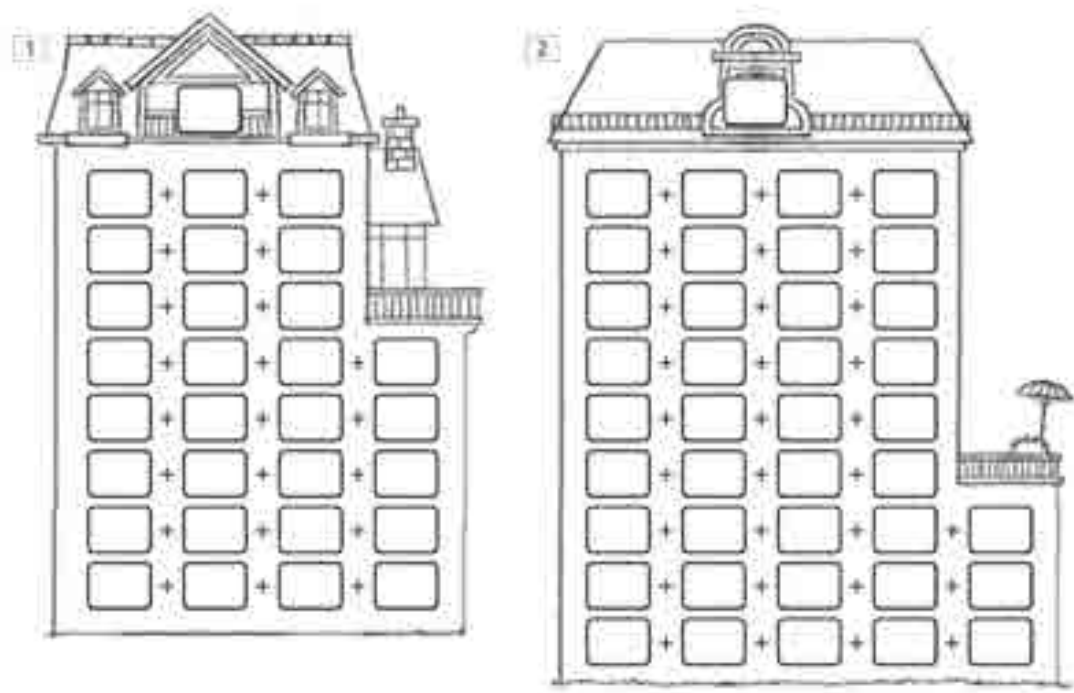 1
2
+ +
+ +
+ +
+ + +
+ + +
+ + +
+ + +
+ + +
+ + +
+ + +
+ + +
+ + +
+ + +
+ + +
+ + + +
+ + + +
+ + + +